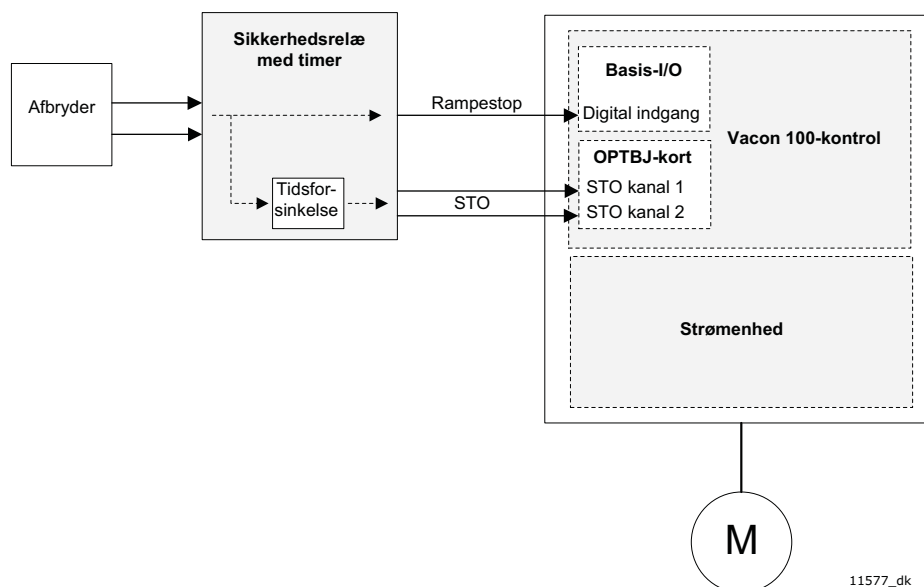 Afbryder
Sikkerhedsrelæ
med timer
Tidsfor-
sinkelse
Rampestop
STO
Basis-I/O
Digital indgang
OPTBJ-kort
STO kanal 1
STO kanal 2
Vacon 100-kontrol
Strømenhed
M
11577_dk